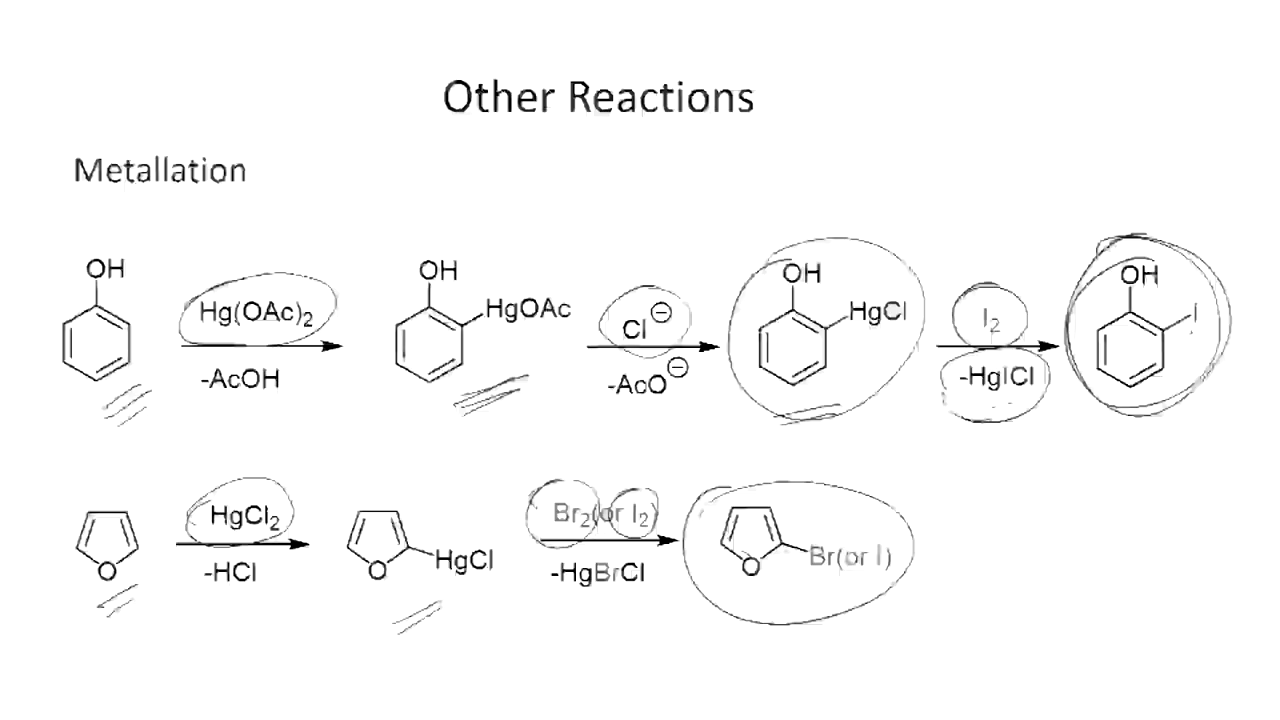 Other Reactions
Metallation
OH OH HgOAc OH HgCl OH I
Hg(OAc)₂ Cl⊖ I₂
-AcOH -AcO⊖ -HgICl
HgCl₂ Br₂(or I₂)
O -HCl O HgCl -HgBrCl O Br(or I)